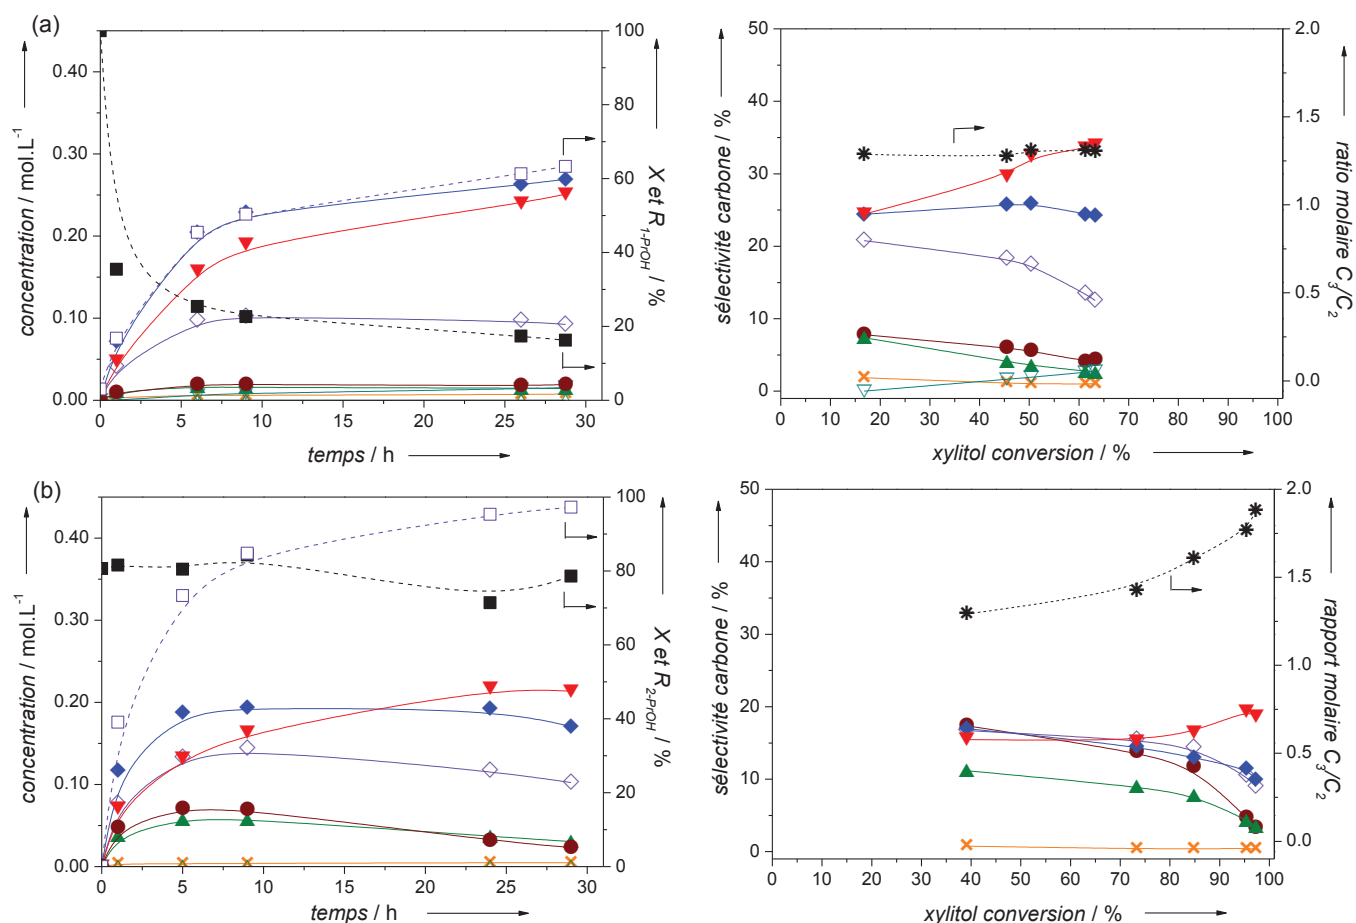 (a)
0.40
0.30
0.20
0.10
0.00
concentration / mol.L⁻¹
0 5 10 15 20 25 30
temps / h
100
80
60
40
20
0
X et R1-PrOH / %
50
40
30
20
10
0
sélectivité carbone / %
0 10 20 30 40 50 60 70 80 90 100
xylitol conversion / %
2.0
1.5
1.0
0.5
0.0
ratio molaire C3/C2
(b)
0.40
0.30
0.20
0.10
0.00
concentration / mol.L⁻¹
0 5 10 15 20 25 30
temps / h
100
80
60
40
20
0
X et R2-PrOH / %
50
40
30
20
10
0
sélectivité carbone / %
0 10 20 30 40 50 60 70 80 90 100
xylitol conversion / %
2.0
1.5
1.0
0.5
0.0
rapport molaire C3/C2